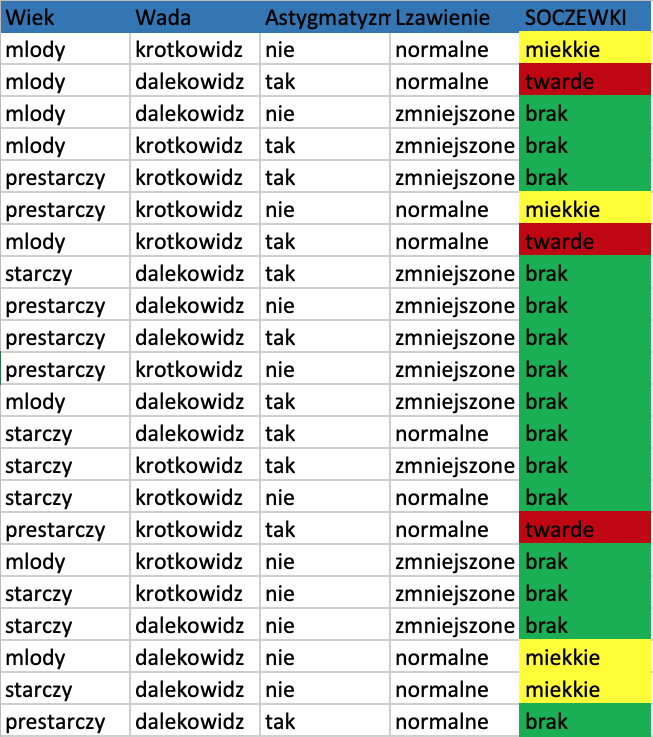 Wiek Wada Astygmatyzm Lzawienie SOCZEWKI
mlody krotkowidz nie normalne miekkie
mlody dalekowidz tak normalne twarde
mlody dalekowidz nie zmniejszone brak
mlody krotkowidz tak zmniejszone brak
prestarczy krotkowidz tak zmniejszone brak
prestarczy krotkowidz nie normalne miekkie
mlody krotkowidz tak normalne twarde
starczy dalekowidz tak zmniejszone brak
prestarczy dalekowidz nie zmniejszone brak
prestarczy dalekowidz tak zmniejszone brak
prestarczy krotkowidz nie zmniejszone brak
mlody dalekowidz tak zmniejszone brak
starczy dalekowidz tak normalne brak
starczy krotkowidz tak zmniejszone brak
starczy krotkowidz nie normalne brak
prestarczy krotkowidz tak normalne twarde
mlody krotkowidz nie zmniejszone brak
starczy krotkowidz nie zmniejszone brak
starczy dalekowidz nie zmniejszone brak
mlody dalekowidz nie normalne miekkie
starczy dalekowidz nie normalne miekkie
prestarczy dalekowidz tak normalne brak